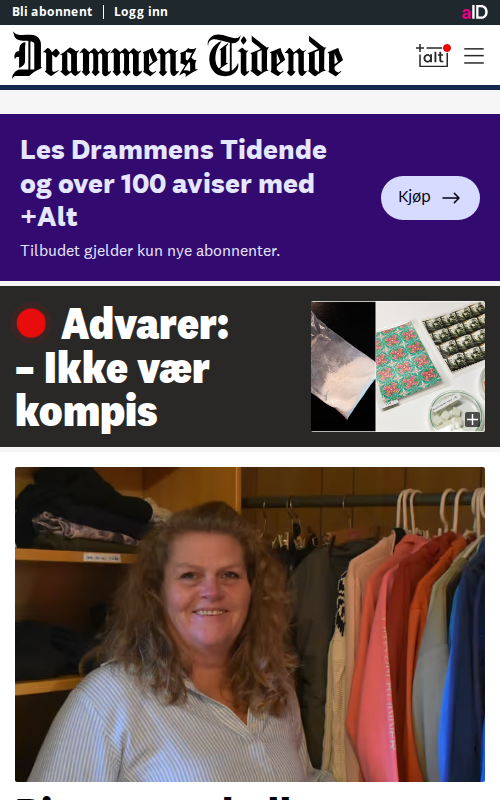 Bli abonnent | Logg inn
aID
Drammens Tidende
+alt
Les Drammens Tidende
og over 100 aviser med
+Alt
Kjøp
Tilbudet gjelder kun nye abonnenter.
Advarer:
– Ikke vær
kompis